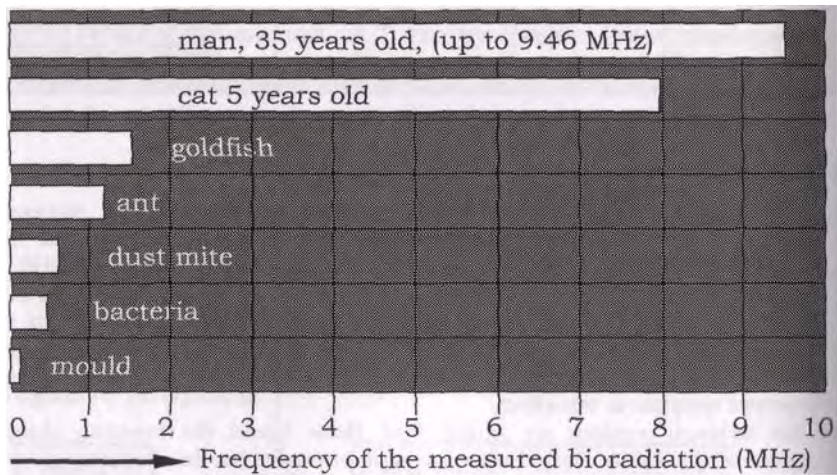 man, 35 years old, (up to 9.46 MHz)
cat 5 years old
goldfish
ant
dust mite
bacteria
mould
0 1 2 3 4 5 6 7 8 9 10
Frequency of the measured bioradiation (MHz)